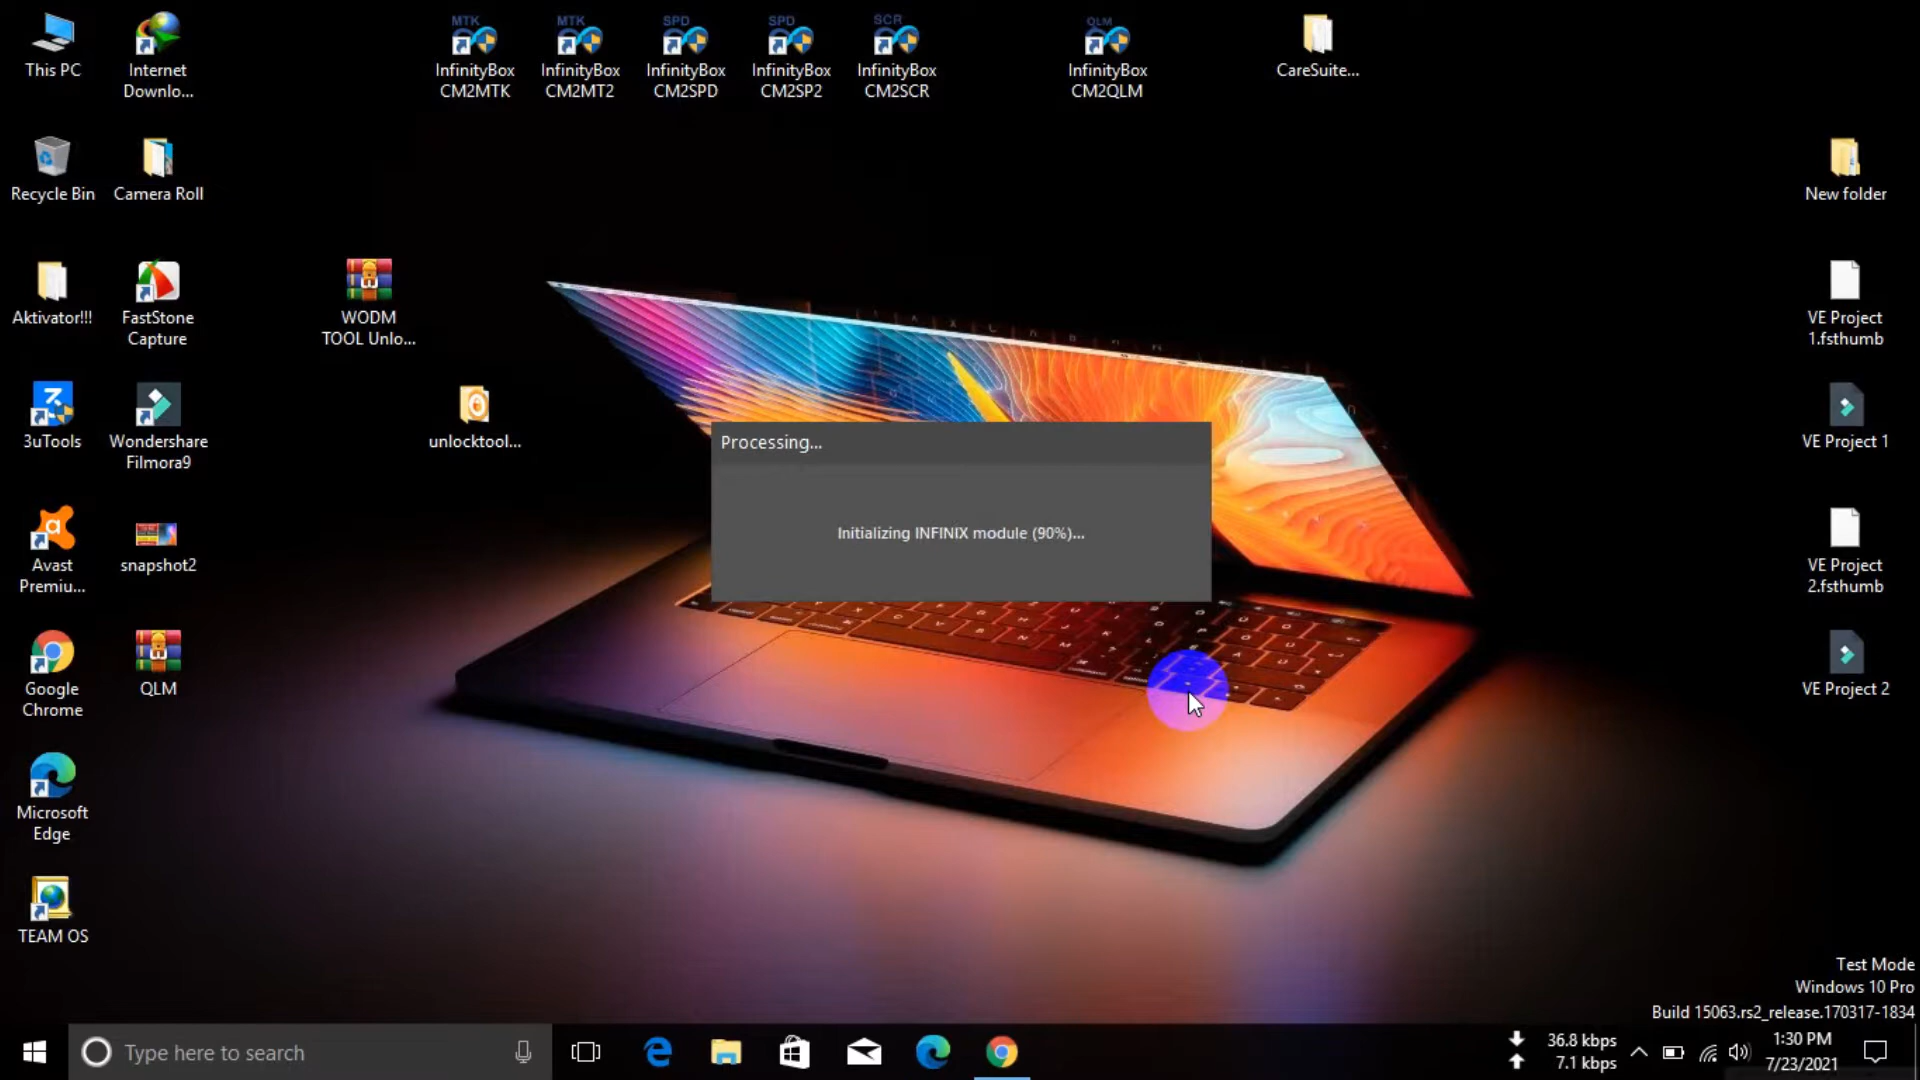 This PC
Internet
Downlo...
MTK
InfinityBox
CM2MTK
MTK
InfinityBox
CM2MT2
SPD
InfinityBox
CM2SPD
SPD
InfinityBox
CM2SP2
SCR
InfinityBox
CM2SCR
QLM
InfinityBox
CM2QLM
CareSuite...
Recycle Bin
Camera Roll
New folder
Aktivator!!!
FastStone
Capture
WODM
TOOL Unlo...
VE Project
1.fsthumb
3uTools
Wondershare
Filmora9
unlocktool...
VE Project 1
Processing...
Initializing INFINIX module (90%)...
Avast
Premiu...
snapshot2
VE Project
2.fsthumb
Google
Chrome
QLM
VE Project 2
Microsoft
Edge
TEAM OS
Test Mode
Windows 10 Pro
Build 15063.rs2_release.170317-1834
Type here to search
36.8 kbps
7.1 kbps
1:30 PM
7/23/2021